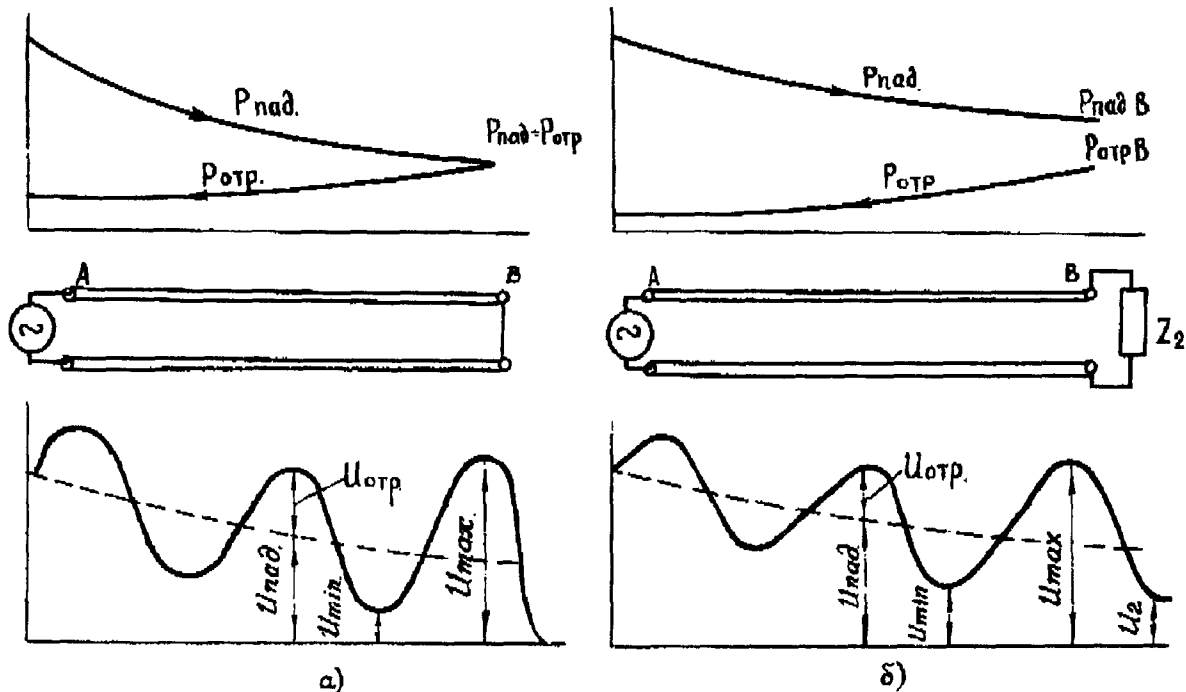 Pпад.
Pпад÷Pотр
Pотр.
A
B
Uотр.
Uпад.
Umin.
Umax.
а)
Pпад.
Pпад B
Pотр B
Pотр
A
B
Z2
Uотр.
Uпад
Umin
Umax
U2
б)